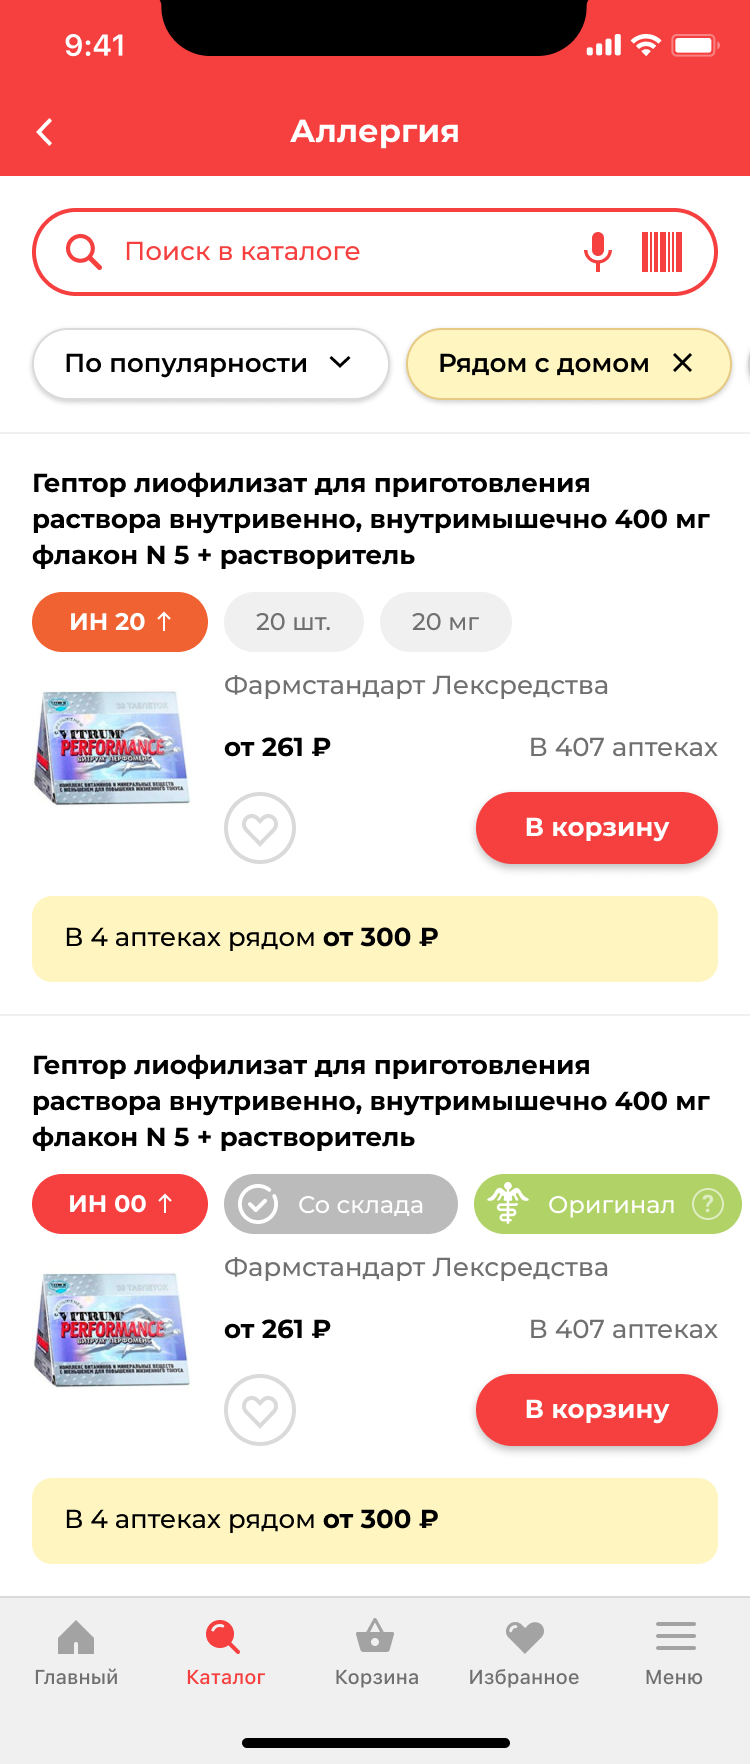 9:41
Аллергия
Поиск в каталоге
По популярности
Рядом с домом
Гептор лиофилизат для приготовления
раствора внутривенно, внутримышечно 400 мг
флакон N 5 + растворитель
ИН 20 ↑
20 шт.
20 мг
Фармстандарт Лексредства
VITRUM
PERFORMANCE
от 261 ₽
В 407 аптеках
В корзину
В 4 аптеках рядом от 300 ₽
Гептор лиофилизат для приготовления
раствора внутривенно, внутримышечно 400 мг
флакон N 5 + растворитель
ИН 00 ↑
Со склада
Оригинал ?
Фармстандарт Лексредства
VITRUM
PERFORMANCE
от 261 ₽
В 407 аптеках
В корзину
В 4 аптеках рядом от 300 ₽
Главный
Каталог
Корзина
Избранное
Меню